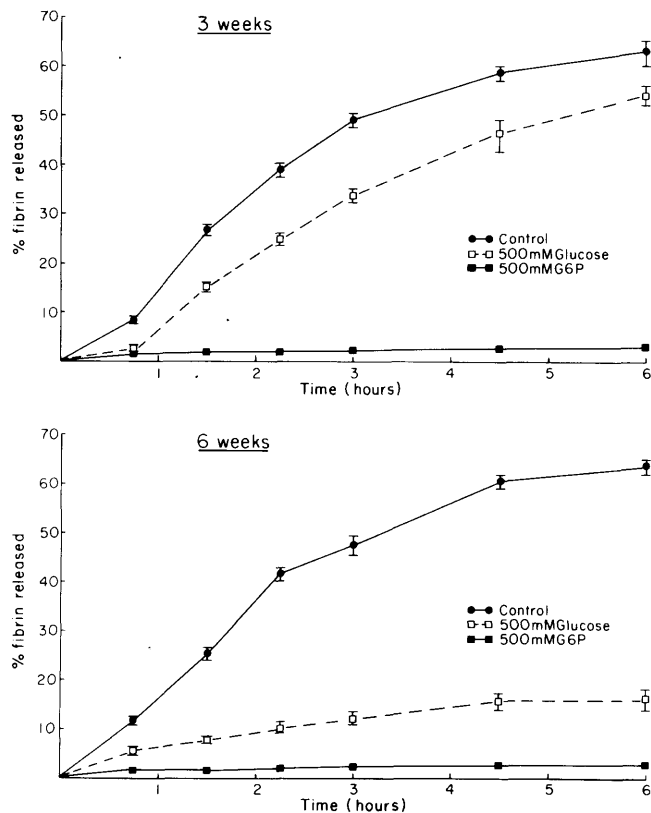 3 weeks
70
60
50
40
30
20
10
% fibrin released
Control
500mMGlucose
500mMG6P
1 2 3 4 5 6
Time (hours)
6 weeks
70
60
50
40
30
20
10
% fibrin released
Control
500mMGlucose
500mMG6P
1 2 3 4 5 6
Time (hours)